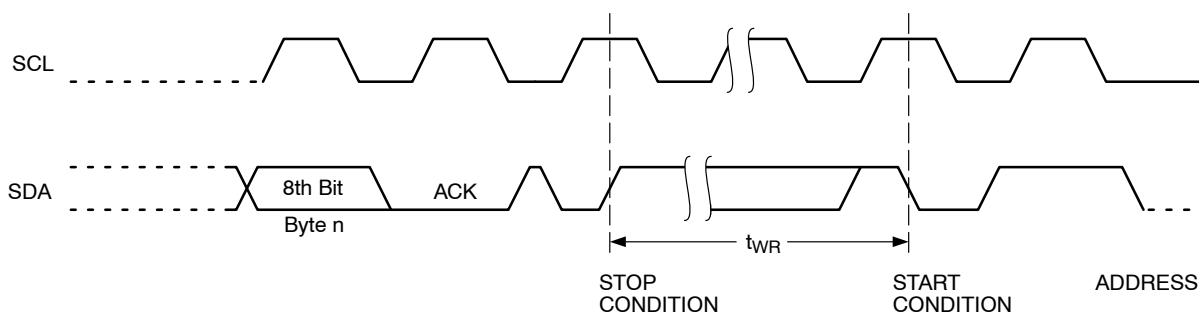 SCL
SDA
8th Bit
ACK
Byte n
tWR
STOP
CONDITION
START
CONDITION
ADDRESS